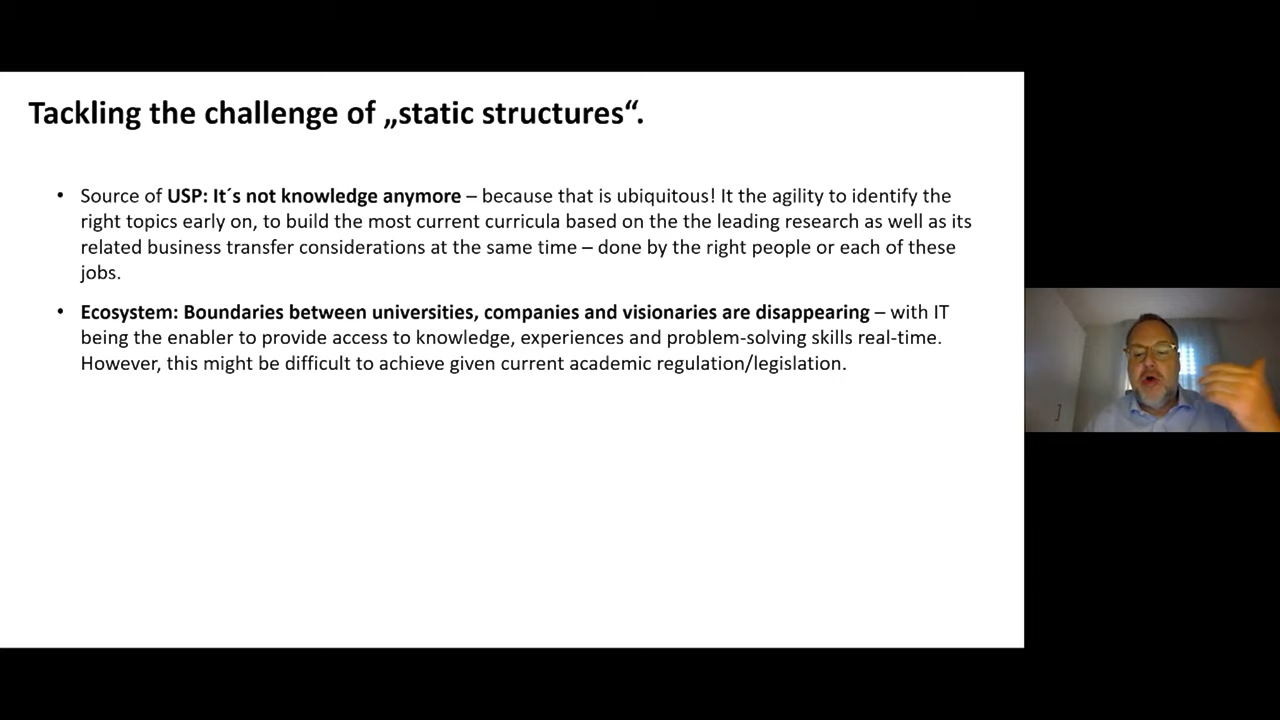 Tackling the challenge of „static structures“.
• Source of USP: It´s not knowledge anymore – because that is ubiquitous! It the agility to identify the
right topics early on, to build the most current curricula based on the the leading research as well as its
related business transfer considerations at the same time – done by the right people or each of these
jobs.
• Ecosystem: Boundaries between universities, companies and visionaries are disappearing – with IT
being the enabler to provide access to knowledge, experiences and problem-solving skills real-time.
However, this might be difficult to achieve given current academic regulation/legislation.